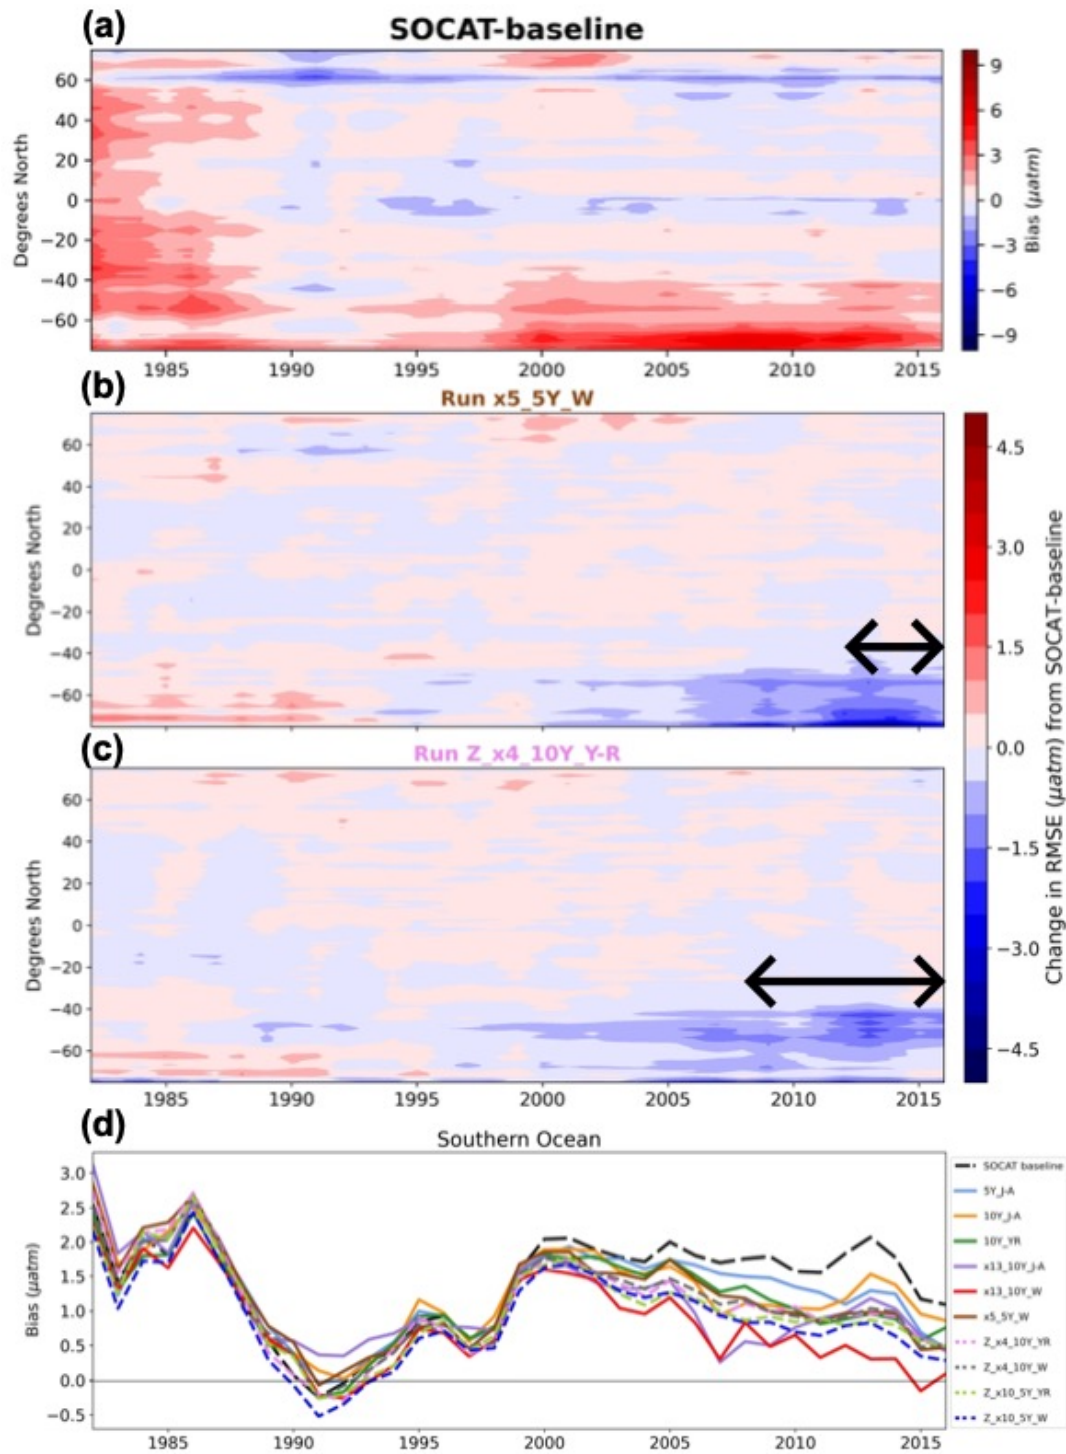 (a)
SOCAT-baseline
60
40
20
0
−20
−40
−60
Degrees North
1985 1990 1995 2000 2005 2010 2015
9
6
3
0
−3
−6
−9
Bias (µatm)
(b)
Run x5_5Y_W
60
40
20
0
−20
−40
−60
Degrees North
(c)
Run Z_x4_10Y_Y-R
60
40
20
0
−20
−40
−60
Degrees North
1985 1990 1995 2000 2005 2010 2015
4.5
3.0
1.5
0.0
−1.5
−3.0
−4.5
Change in RMSE (µatm) from SOCAT-baseline
(d)
Southern Ocean
3.0
2.5
2.0
1.5
1.0
0.5
0.0
−0.5
Bias (µatm)
1985 1990 1995 2000 2005 2010 2015
SOCAT baseline
5Y_J-A
10Y_J-A
10Y_YR
x13_10Y_J-A
x13_10Y_W
x5_5Y_W
Z_x4_10Y_YR
Z_x4_10Y_W
Z_x10_5Y_YR
Z_x10_5Y_W